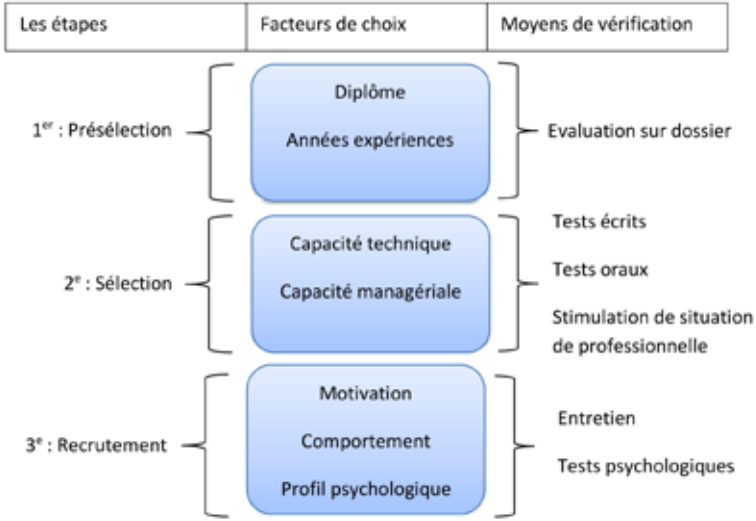 Les étapes
Facteurs de choix
Moyens de vérification
1er : Présélection
Diplôme
Années expériences
Evaluation sur dossier
2e : Sélection
Capacité technique
Capacité managériale
Tests écrits
Tests oraux
Stimulation de situation
de professionnelle
3e : Recrutement
Motivation
Comportement
Profil psychologique
Entretien
Tests psychologiques